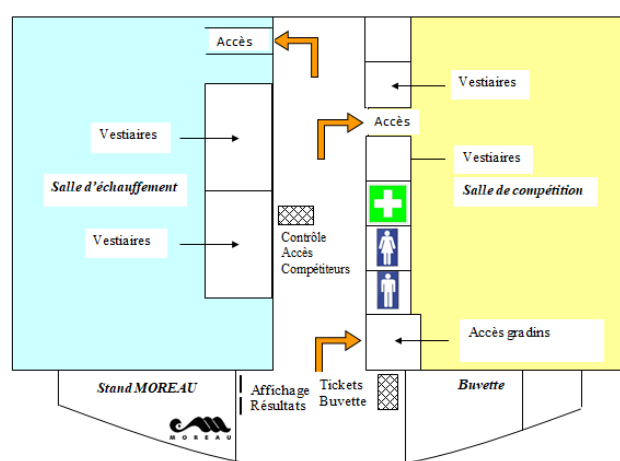 Accès
Vestiaires
Accès
Vestiaires
Vestiaires
Salle d'échauffement
Salle de compétition
Vestiaires
Contrôle
Accès
Compétiteurs
Accès gradins
Stand MOREAU
Affichage
Résultats
Tickets
Buvette
Buvette
MOREAU